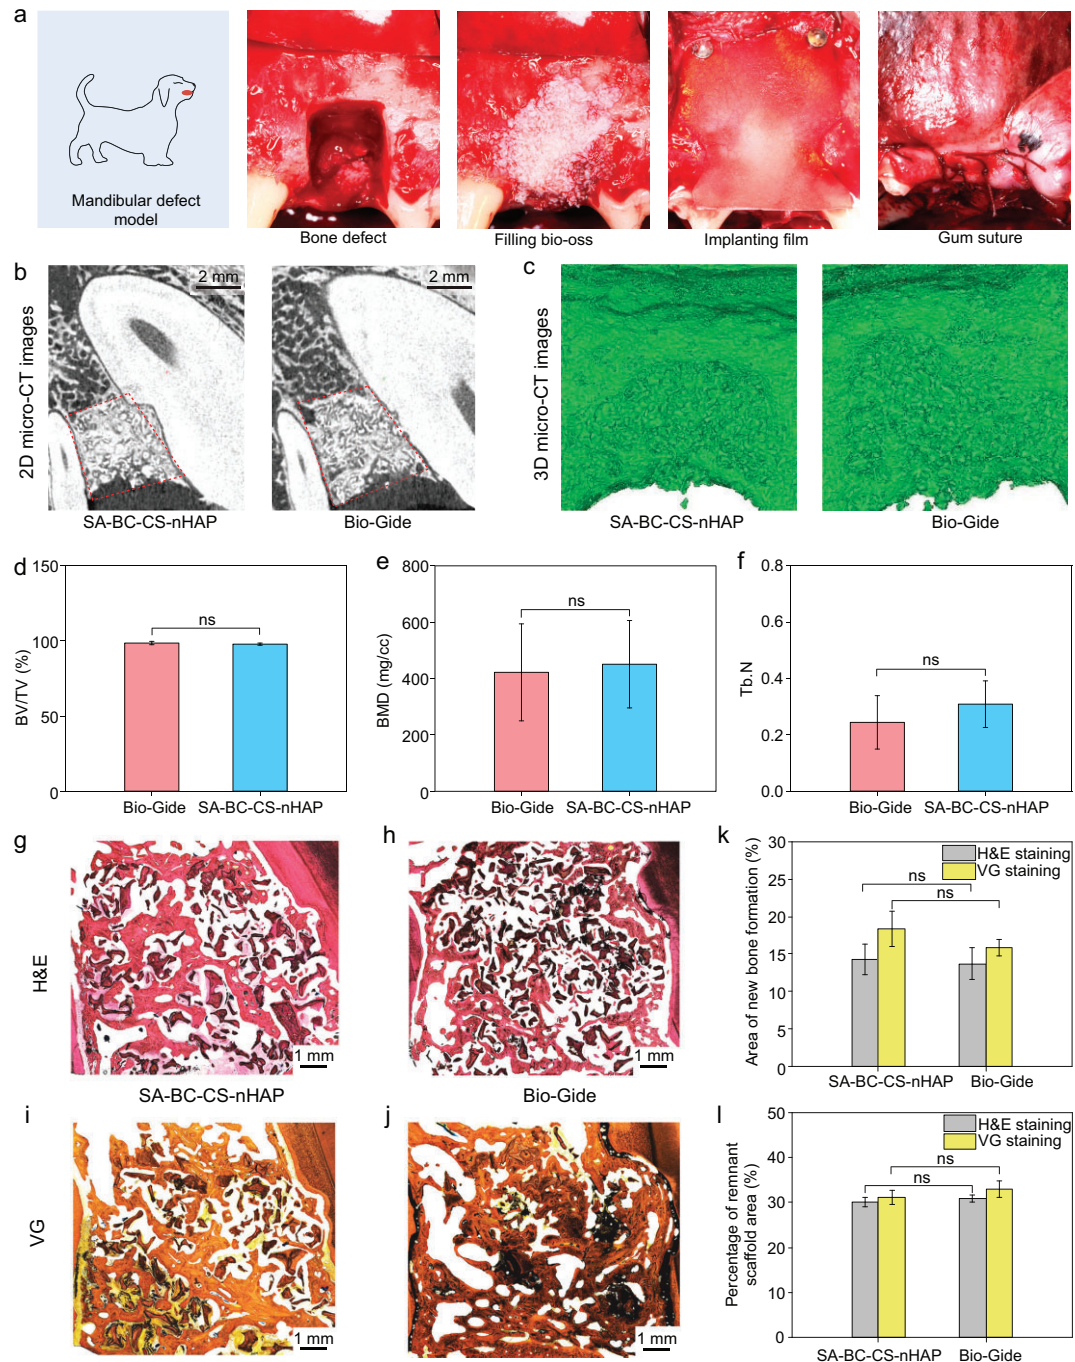 a
Mandibular defect
model
Bone defect
Filling bio-oss
Implanting film
Gum suture
b
2D micro-CT images
2 mm
2 mm
SA-BC-CS-nHAP
Bio-Gide
c
3D micro-CT images
SA-BC-CS-nHAP
Bio-Gide
d
BV/TV (%)
150
100
50
0
ns
Bio-Gide
SA-BC-CS-nHAP
e
BMD (mg/cc)
800
600
400
200
0
ns
Bio-Gide
SA-BC-CS-nHAP
f
Tb.N
0.8
0.6
0.4
0.2
0.0
ns
Bio-Gide
SA-BC-CS-nHAP
g
H&E
1 mm
SA-BC-CS-nHAP
h
1 mm
Bio-Gide
k
Area of new bone formation (%)
30
25
20
15
10
5
0
H&E staining
VG staining
ns
ns
SA-BC-CS-nHAP
Bio-Gide
i
VG
1 mm
j
1 mm
l
Percentage of remnant
scaffold area (%)
50
40
30
20
10
0
H&E staining
VG staining
ns
ns
SA-BC-CS-nHAP
Bio-Gide